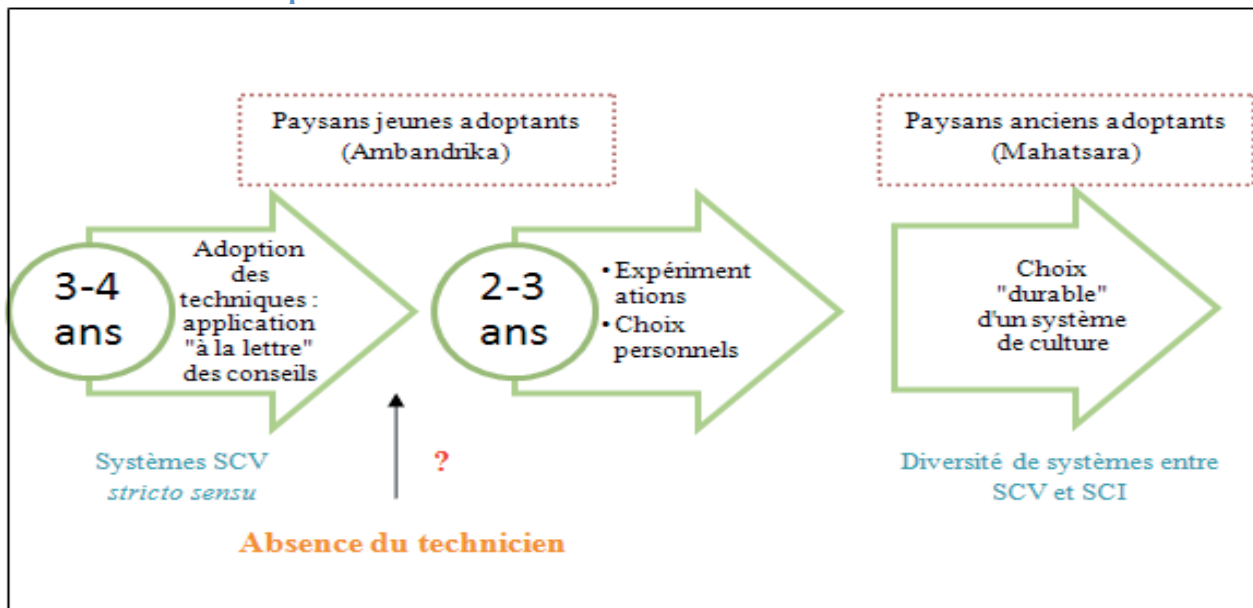 Paysans jeunes adoptants
(Ambandrika)
Paysans anciens adoptants
(Mahatsara)
3-4
ans
Adoption
des
techniques :
application
"à la lettre"
des conseils
2-3
ans
• Expériment
ations
• Choix
personnels
Choix
"durable"
d'un système
de culture
Systèmes SCV
stricto sensu
?
Absence du technicien
Diversité de systèmes entre
SCV et SCI